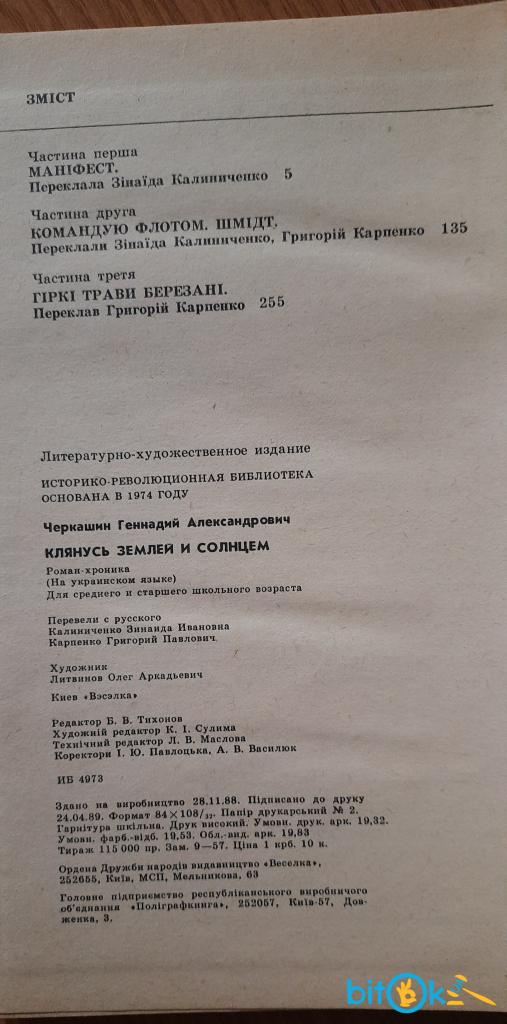 ЗМІСТ
Частина перша
МАНІФЕСТ.
Переклала Зінаїда Калиниченко 5
Частина друга
КОМАНДУЮ ФЛОТОМ. ШМІДТ.
Переклали Зінаїда Калиниченко, Григорій Карпенко 135
Частина третя
ГІРКІ ТРАВИ БЕРЕЗАНІ.
Переклав Григорій Карпенко 255
Литературно-художественное издание
ИСТОРИКО-РЕВОЛЮЦИОННАЯ БИБЛИОТЕКА
ОСНОВАНА В 1974 ГОДУ
Черкашин Геннадий Александрович
КЛЯНУСЬ ЗЕМЛЕЙ И СОЛНЦЕМ
Роман-хроника
(На украинском языке)
Для среднего и старшего школьного возраста
Перевели с русского
Калиниченко Зинаида Ивановна
Карпенко Григорий Павлович.
Художник
Литвинов Олег Аркадьевич
Киев «Вэсэлка»
Редактор Б. В. Тихонов
Художній редактор К. І. Сулима
Технічний редактор Л. В. Маслова
Коректори І. Ю. Павлоцька, А. В. Василюк
ИБ 4973
Здано на виробництво 28.11.88. Підписано до друку
24.04.89. Формат 84×108/32. Папір друкарський № 2.
Гарнітура шкільна. Друк високий. Умовн. друк. арк. 19,32.
Умовн. фарб.-відб. 19,53. Обл.-вид. арк. 19,83
Тираж 115 000 пр. Зам. 9—57. Ціна 1 крб. 10 к.
Ордена Дружби народів видавництво «Веселка»,
252655, Київ, МСП, Мельникова, 63
Головне підприємство республіканського виробничого
об'єднання «Поліграфкнига», 252057, Київ-57, Дов-
женка, 3.
bitok